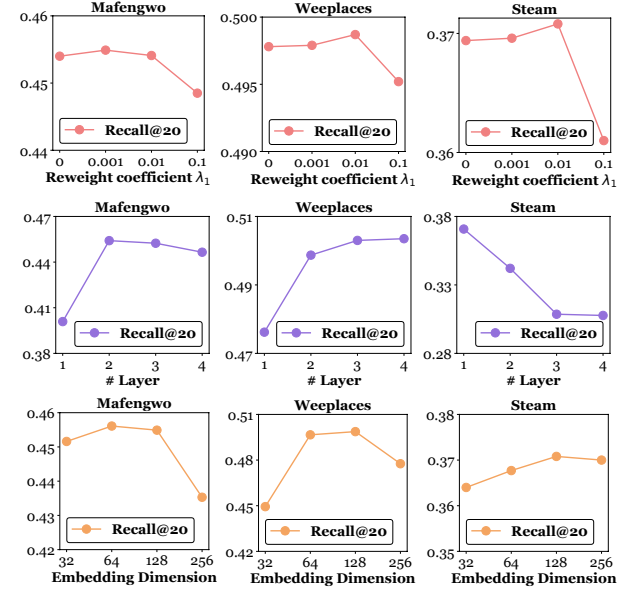 Mafengwo Weeplaces Steam
0.46 0.500 0.37
0.45 0.495
Recall@20 Recall@20 Recall@20
0.44 0.490 0.36
0 0.001 0.01 0.1 0 0.001 0.01 0.1 0 0.001 0.01 0.1
Reweight coefficient λ₁ Reweight coefficient λ₁ Reweight coefficient λ₁
Mafengwo Weeplaces Steam
0.47 0.51 0.38
0.44 0.49 0.33
0.41
Recall@20 Recall@20 Recall@20
0.38 0.47 0.28
1 2 3 4 1 2 3 4 1 2 3 4
# Layer # Layer # Layer
Mafengwo Weeplaces Steam
0.46 0.51 0.38
0.45 0.48 0.37
0.44
0.43 0.45 0.36
Recall@20 Recall@20 Recall@20
0.42 0.42 0.35
32 64 128 256 32 64 128 256 32 64 128 256
Embedding Dimension Embedding Dimension Embedding Dimension